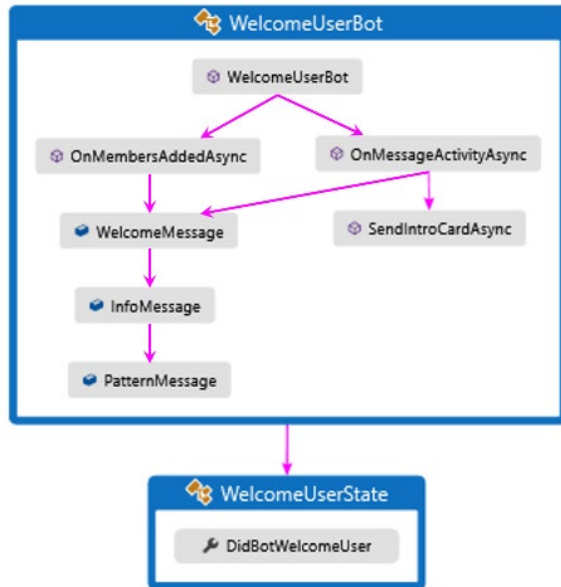 WelcomeUserBot
WelcomeUserBot
OnMembersAddedAsync
OnMessageActivityAsync
WelcomeMessage
SendIntroCardAsync
InfoMessage
PatternMessage
WelcomeUserState
DidBotWelcomeUser